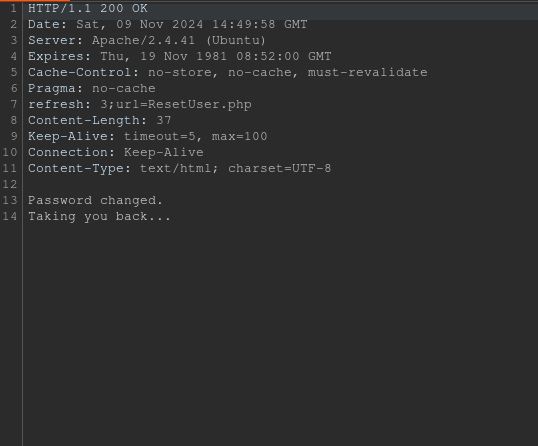 1 HTTP/1.1 200 OK
2 Date: Sat, 09 Nov 2024 14:49:58 GMT
3 Server: Apache/2.4.41 (Ubuntu)
4 Expires: Thu, 19 Nov 1981 08:52:00 GMT
5 Cache-Control: no-store, no-cache, must-revalidate
6 Pragma: no-cache
7 refresh: 3;url=ResetUser.php
8 Content-Length: 37
9 Keep-Alive: timeout=5, max=100
10 Connection: Keep-Alive
11 Content-Type: text/html; charset=UTF-8
12
13 Password changed.
14 Taking you back...